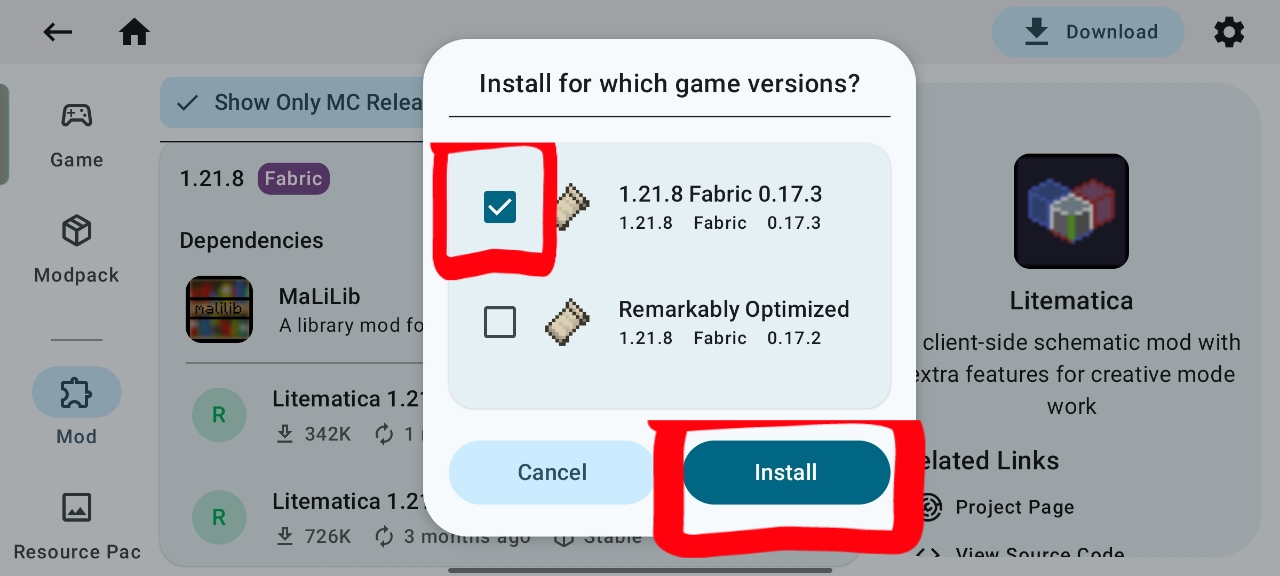 Download
Install for which game versions?
Show Only MC Relea
Game
1.21.8 Fabric
1.21.8 Fabric 0.17.3
1.21.8 Fabric 0.17.3
Dependencies
Modpack
MaLiLib
malilib
A library mod fo
Remarkably Optimized
1.21.8 Fabric 0.17.2
Litematica
client-side schematic mod with
extra features for creative mode
work
Mod
R
Litematica 1.2
342K 1
Cancel
Install
elated Links
Project Page
R
Litematica 1.2
726K 3 months ago Stable
Resource Pac
View Source Code